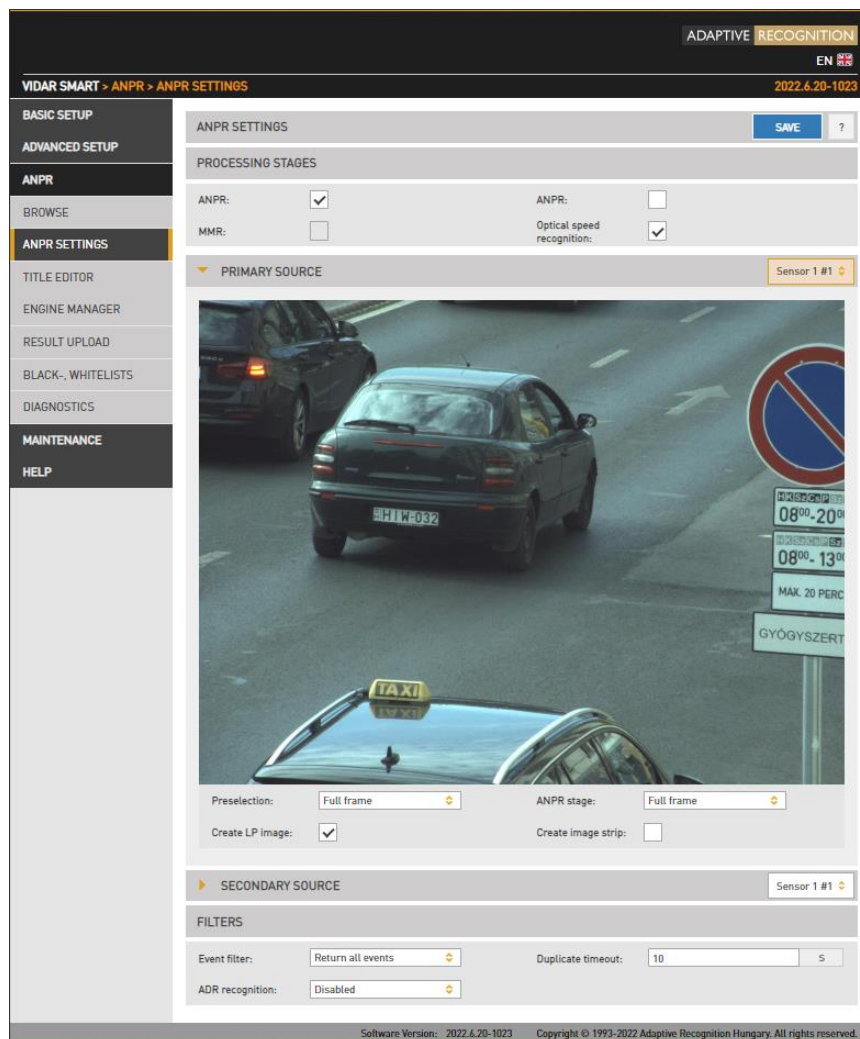 ADAPTIVE RECOGNITION
EN
VIDAR SMART > ANPR > ANPR SETTINGS 2022.6.20-1023
BASIC SETUP
ADVANCED SETUP
ANPR
BROWSE
ANPR SETTINGS
TITLE EDITOR
ENGINE MANAGER
RESULT UPLOAD
BLACK-, WHITELISTS
DIAGNOSTICS
MAINTENANCE
HELP
ANPR SETTINGS SAVE ?
PROCESSING STAGES
ANPR: ANPR:
MMR: Optical speed
recognition:
PRIMARY SOURCE Sensor 1 #1
HIW-032
08⁰⁰-20⁰⁰
08⁰⁰-13⁰⁰
MAX. 20 PERC
GYÓGYSZERT
TAXI
Preselection: Full frame ANPR stage: Full frame
Create LP image: Create image strip:
SECONDARY SOURCE Sensor 1 #1
FILTERS
Event filter: Return all events Duplicate timeout: 10 S
ADR recognition: Disabled
Software Version: 2022.6.20-1023 Copyright © 1993-2022 Adaptive Recognition Hungary. All rights reserved.